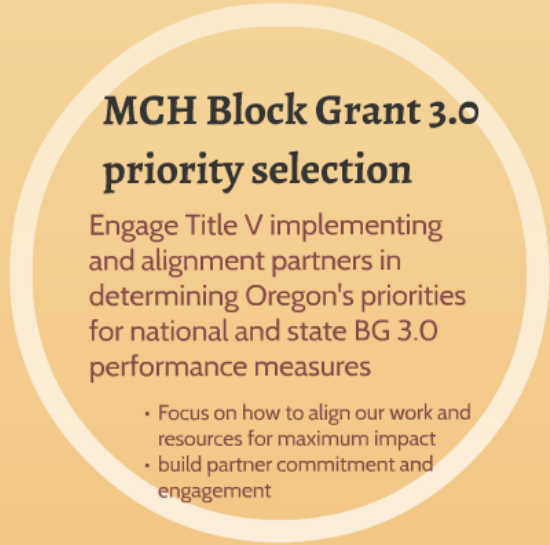 MCH Block Grant 3.0
priority selection
Engage Title V implementing
and alignment partners in
determining Oregon's priorities
for national and state BG 3.0
performance measures
• Focus on how to align our work and
resources for maximum impact
• build partner commitment and
engagement